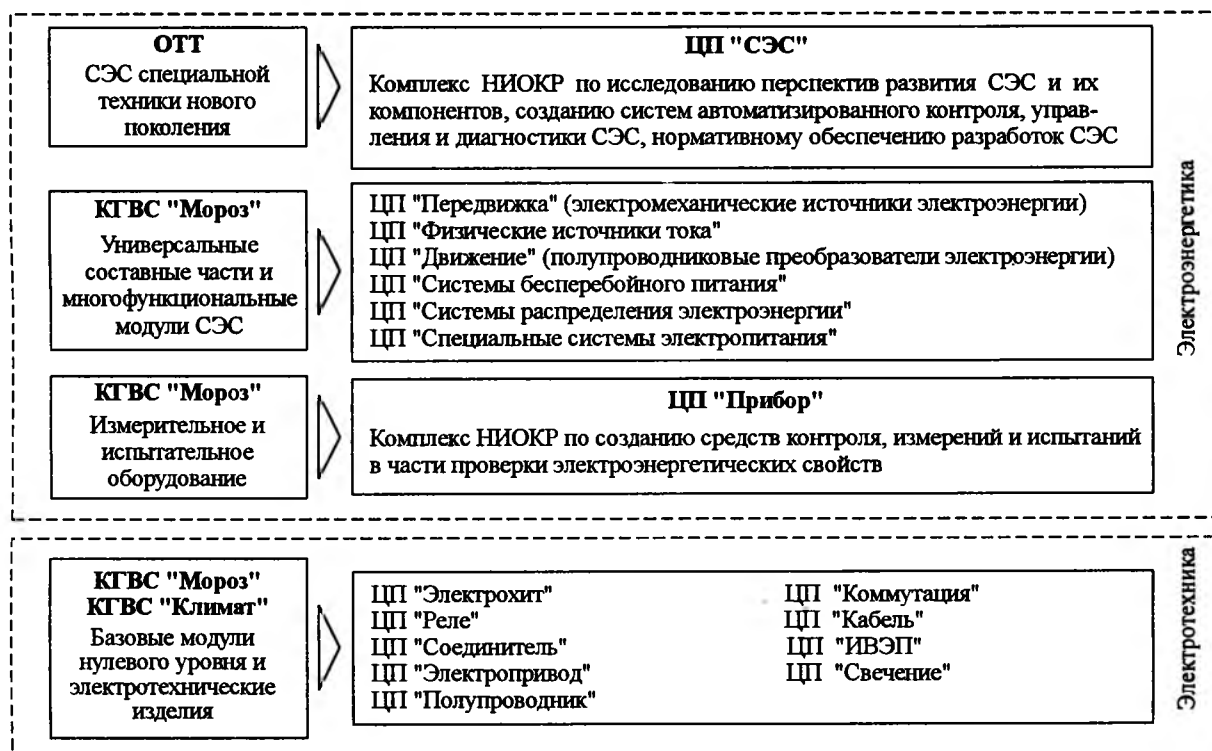 ОТТ
СЭС специальной
техники нового
поколения
ЦП "СЭС"
Комплекс НИОКР по исследованию перспектив развития СЭС и их
компонентов, созданию систем автоматизированного контроля, управ-
ления и диагностики СЭС, нормативному обеспечению разработок СЭС
КГВС "Мороз"
Универсальные
составные части и
многофункциональные
модули СЭС
ЦП "Передвижка" (электромеханические источники электроэнергии)
ЦП "Физические источники тока"
ЦП "Движение" (полупроводниковые преобразователи электроэнергии)
ЦП "Системы бесперебойного питания"
ЦП "Системы распределения электроэнергии"
ЦП "Специальные системы электропитания"
КГВС "Мороз"
Измерительное и
испытательное
оборудование
ЦП "Прибор"
Комплекс НИОКР по созданию средств контроля, измерений и испытаний
в части проверки электроэнергетических свойств
Электроэнергетика
КГВС "Мороз"
КГВС "Климат"
Базовые модули
нулевого уровня и
электротехнические
изделия
ЦП "Электрохит"
ЦП "Реле"
ЦП "Соединитель"
ЦП "Электропривод"
ЦП "Полупроводник"
ЦП "Коммутация"
ЦП "Кабель"
ЦП "ИВЭП"
ЦП "Свечение"
Электротехника